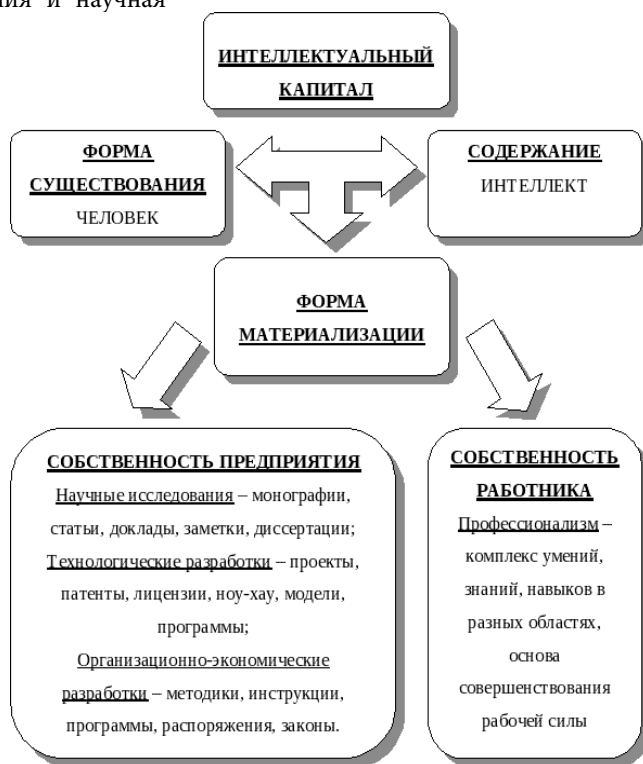 и научная
ИНТЕЛЛЕКТУАЛЬНЫЙ
КАПИТАЛ
ФОРМА
СУЩЕСТВОВАНИЯ
ЧЕЛОВЕК
СОДЕРЖАНИЕ
ИНТЕЛЛЕКТ
ФОРМА
МАТЕРИАЛИЗАЦИИ
СОБСТВЕННОСТЬ ПРЕДПРИЯТИЯ
Научные исследования – монографии,
статьи, доклады, заметки, диссертации;
Технологические разработки – проекты,
патенты, лицензии, ноу-хау, модели,
программы;
Организационно-экономические
разработки – методики, инструкции,
программы, распоряжения, законы.
СОБСТВЕННОСТЬ
РАБОТНИКА
Профессионализм –
комплекс умений,
знаний, навыков в
разных областях,
основа
совершенствования
рабочей силы